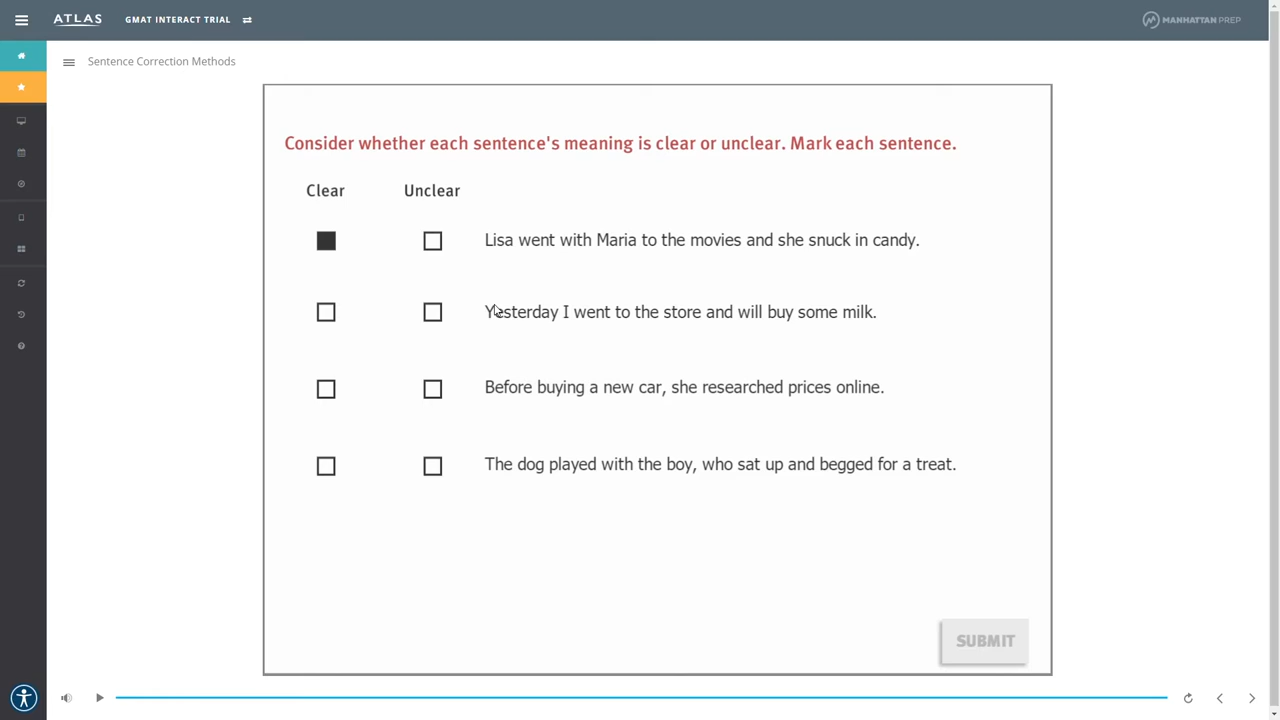 ATLAS GMAT INTERACT TRIAL MANHATTAN PREP
Sentence Correction Methods
Consider whether each sentence's meaning is clear or unclear. Mark each sentence.
Clear Unclear
Lisa went with Maria to the movies and she snuck in candy.
Yesterday I went to the store and will buy some milk.
Before buying a new car, she researched prices online.
The dog played with the boy, who sat up and begged for a treat.
SUBMIT